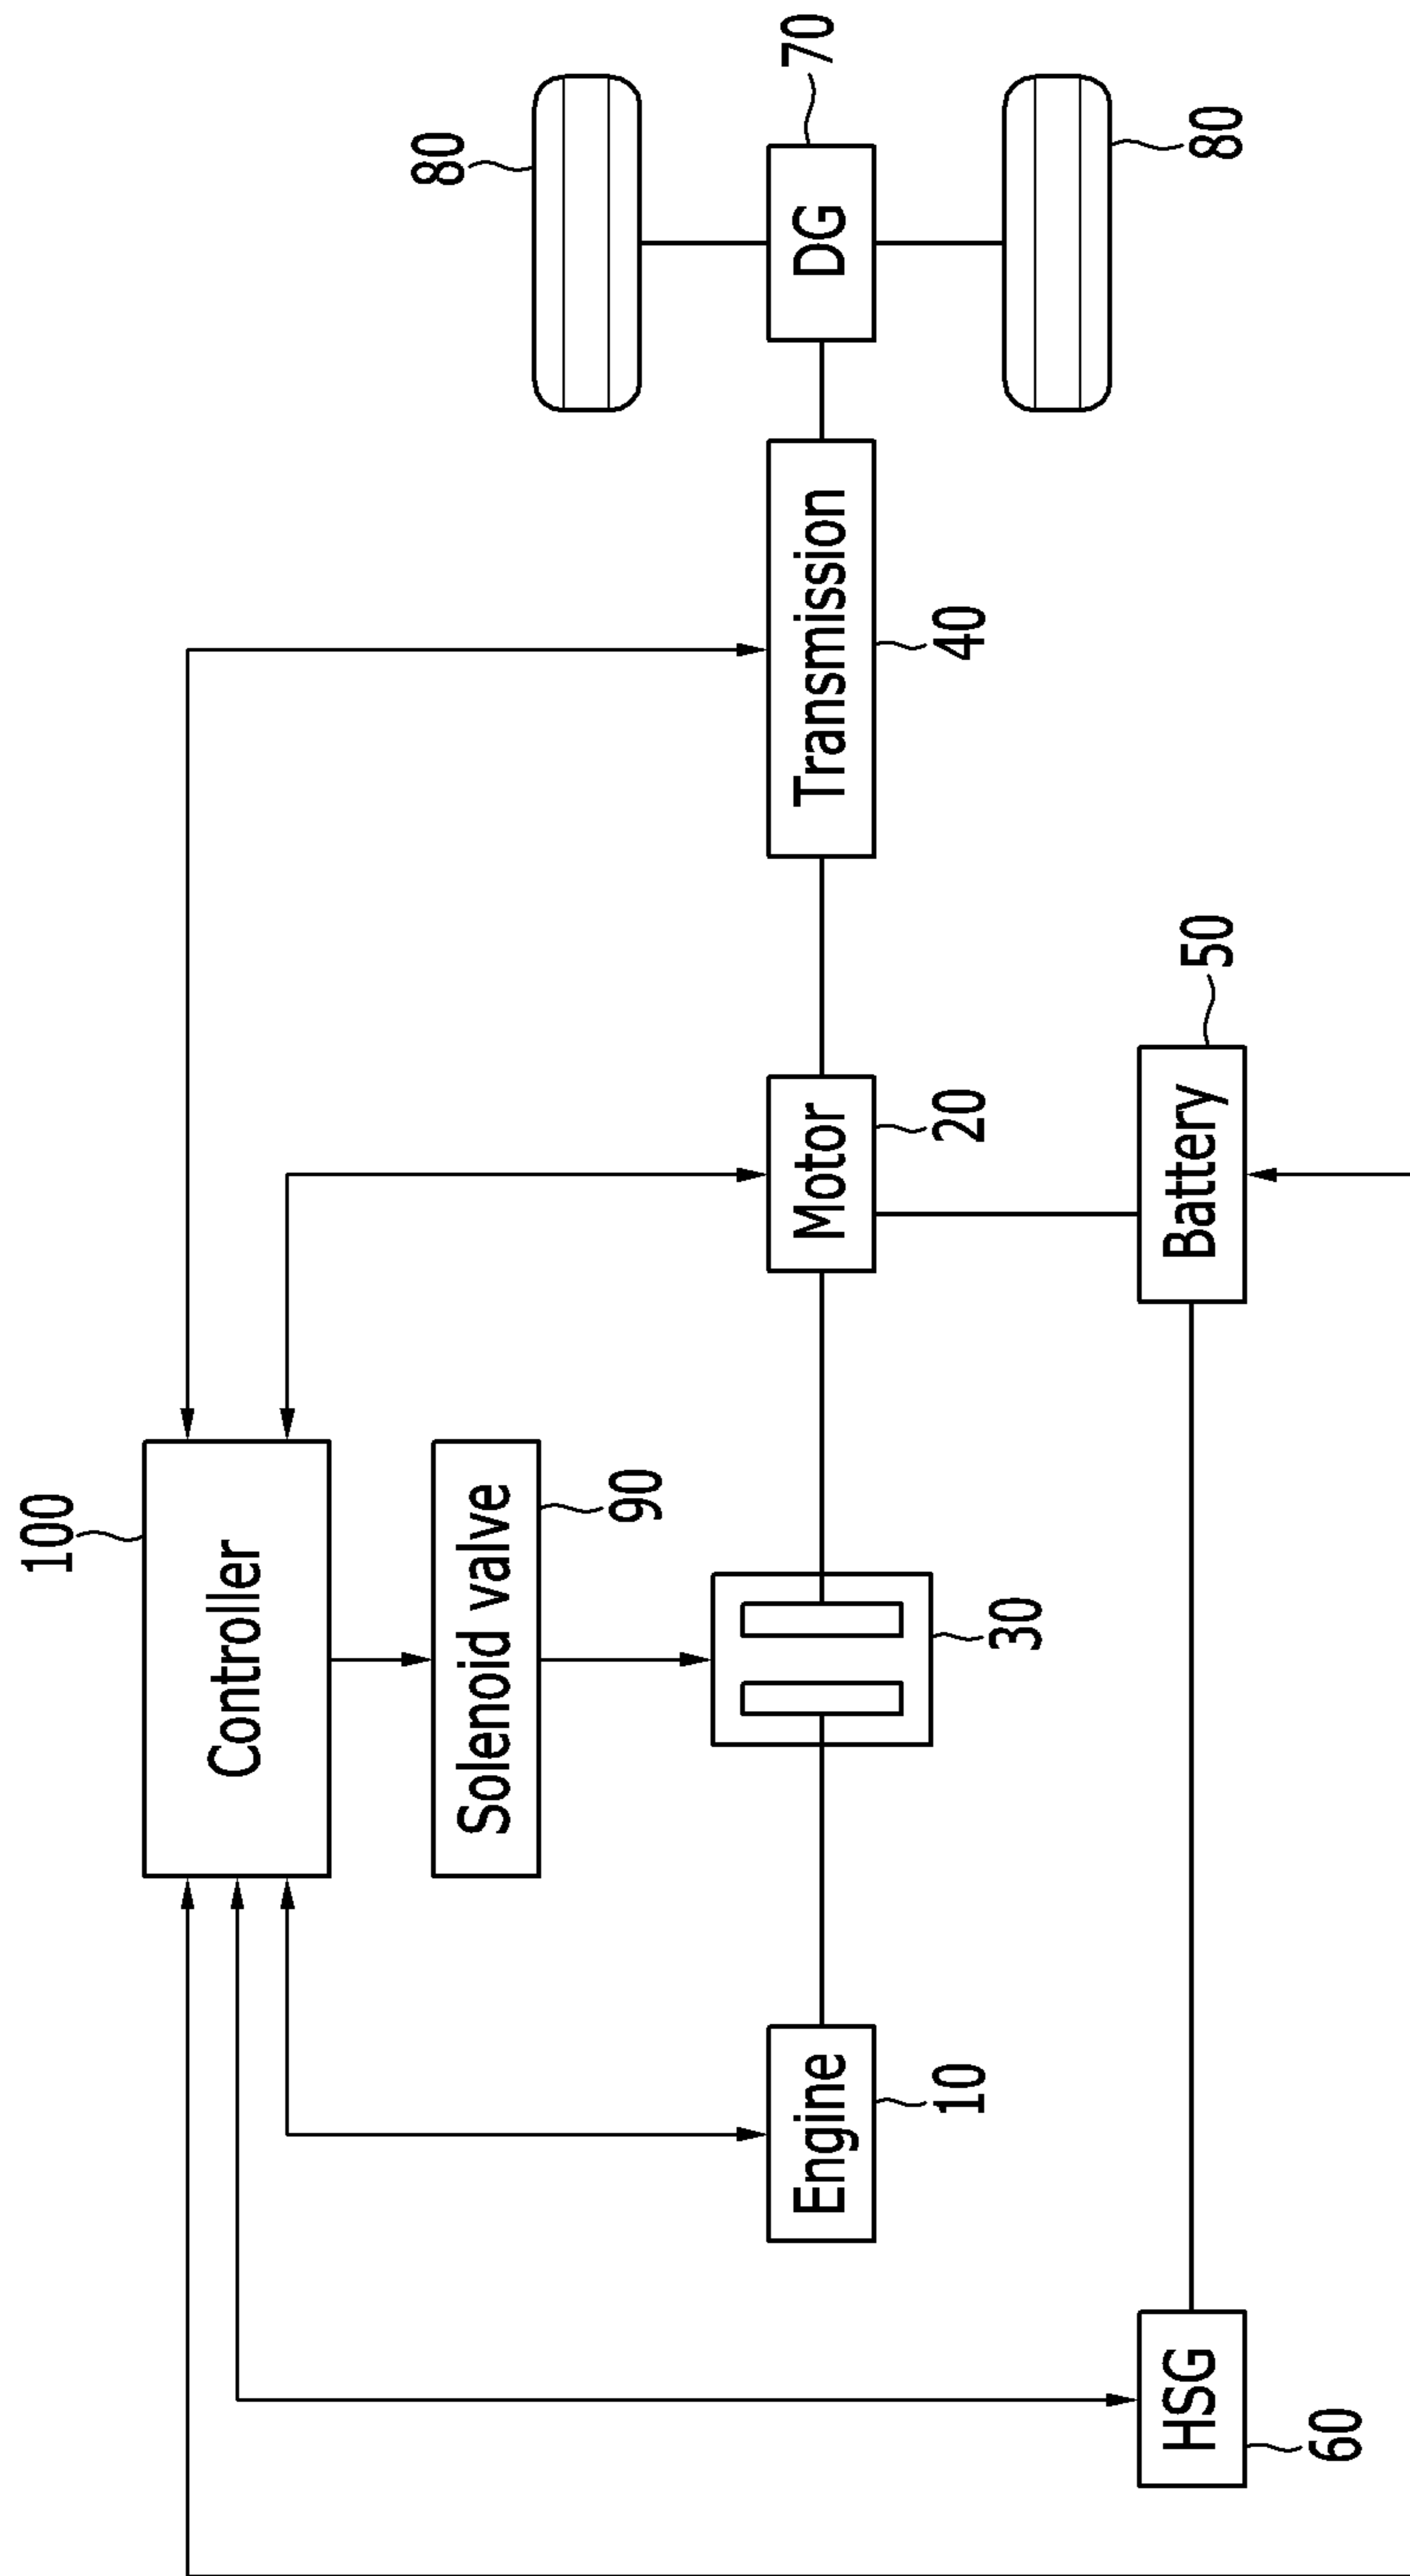 100
Controller
Solenoid valve
90
80
70
Engine
10
30
Motor
20
Transmission
40
DG
80
HSG
60
Battery
50